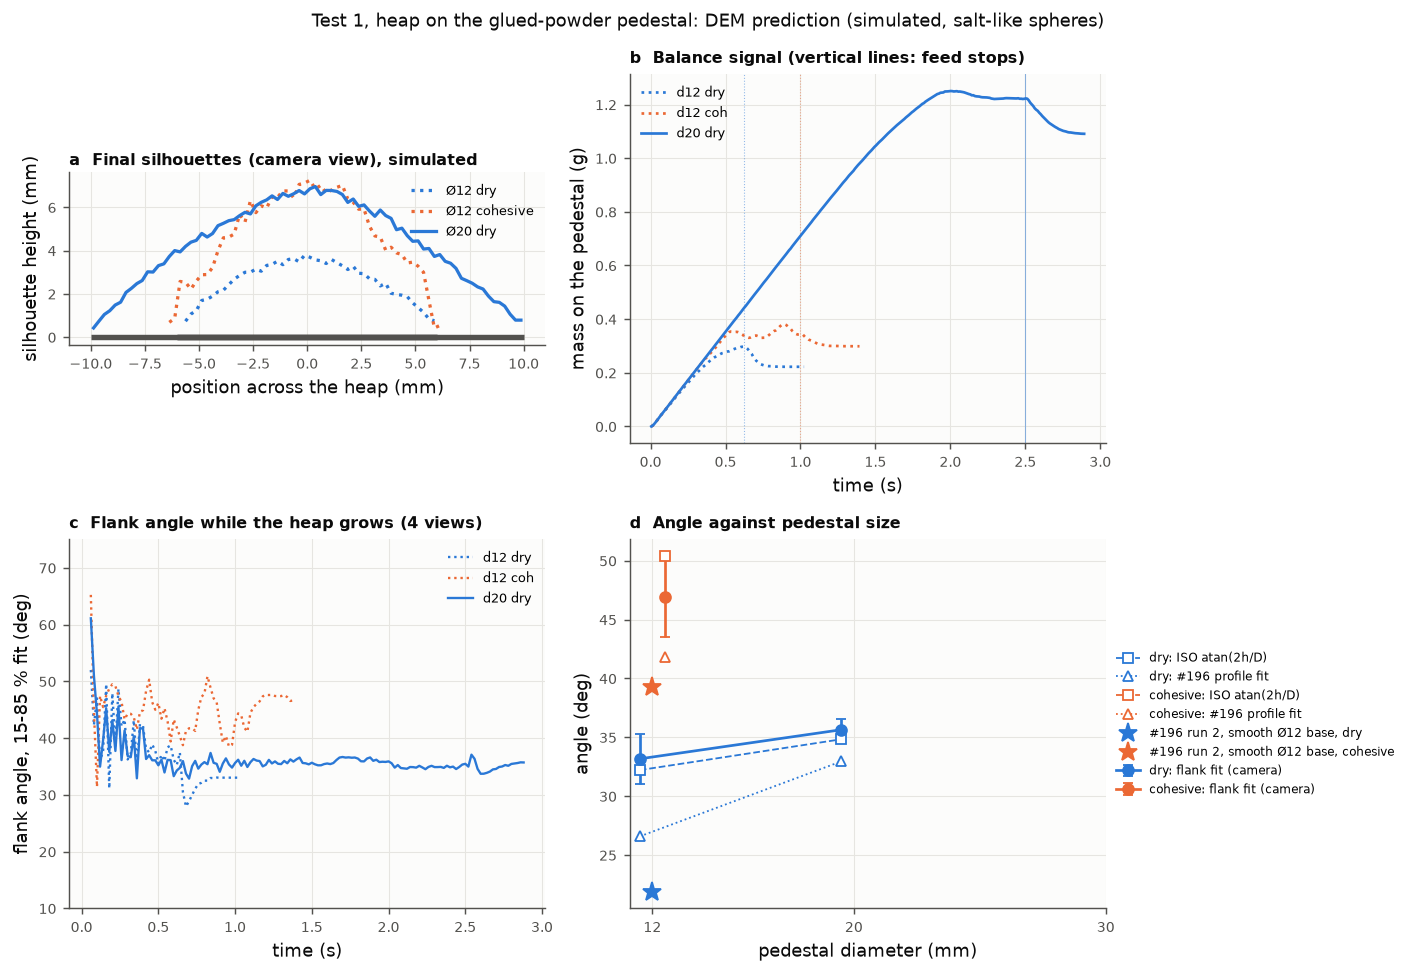 Test 1, heap on the glued-powder pedestal: DEM prediction (simulated, salt-like spheres)
a Final silhouettes (camera view), simulated
silhouette height (mm)
6
4
2
0
Ø12 dry
Ø12 cohesive
Ø20 dry
−10.0 −7.5 −5.0 −2.5 0.0 2.5 5.0 7.5 10.0
position across the heap (mm)
b Balance signal (vertical lines: feed stops)
mass on the pedestal (g)
1.2
1.0
0.8
0.6
0.4
0.2
0.0
d12 dry
d12 coh
d20 dry
0.0 0.5 1.0 1.5 2.0 2.5 3.0
time (s)
c Flank angle while the heap grows (4 views)
flank angle, 15-85 % fit (deg)
70
60
50
40
30
20
10
d12 dry
d12 coh
d20 dry
0.0 0.5 1.0 1.5 2.0 2.5 3.0
time (s)
d Angle against pedestal size
angle (deg)
50
45
40
35
30
25
12 20 30
pedestal diameter (mm)
dry: ISO atan(2h/D)
dry: #196 profile fit
cohesive: ISO atan(2h/D)
cohesive: #196 profile fit
#196 run 2, smooth Ø12 base, dry
#196 run 2, smooth Ø12 base, cohesive
dry: flank fit (camera)
cohesive: flank fit (camera)